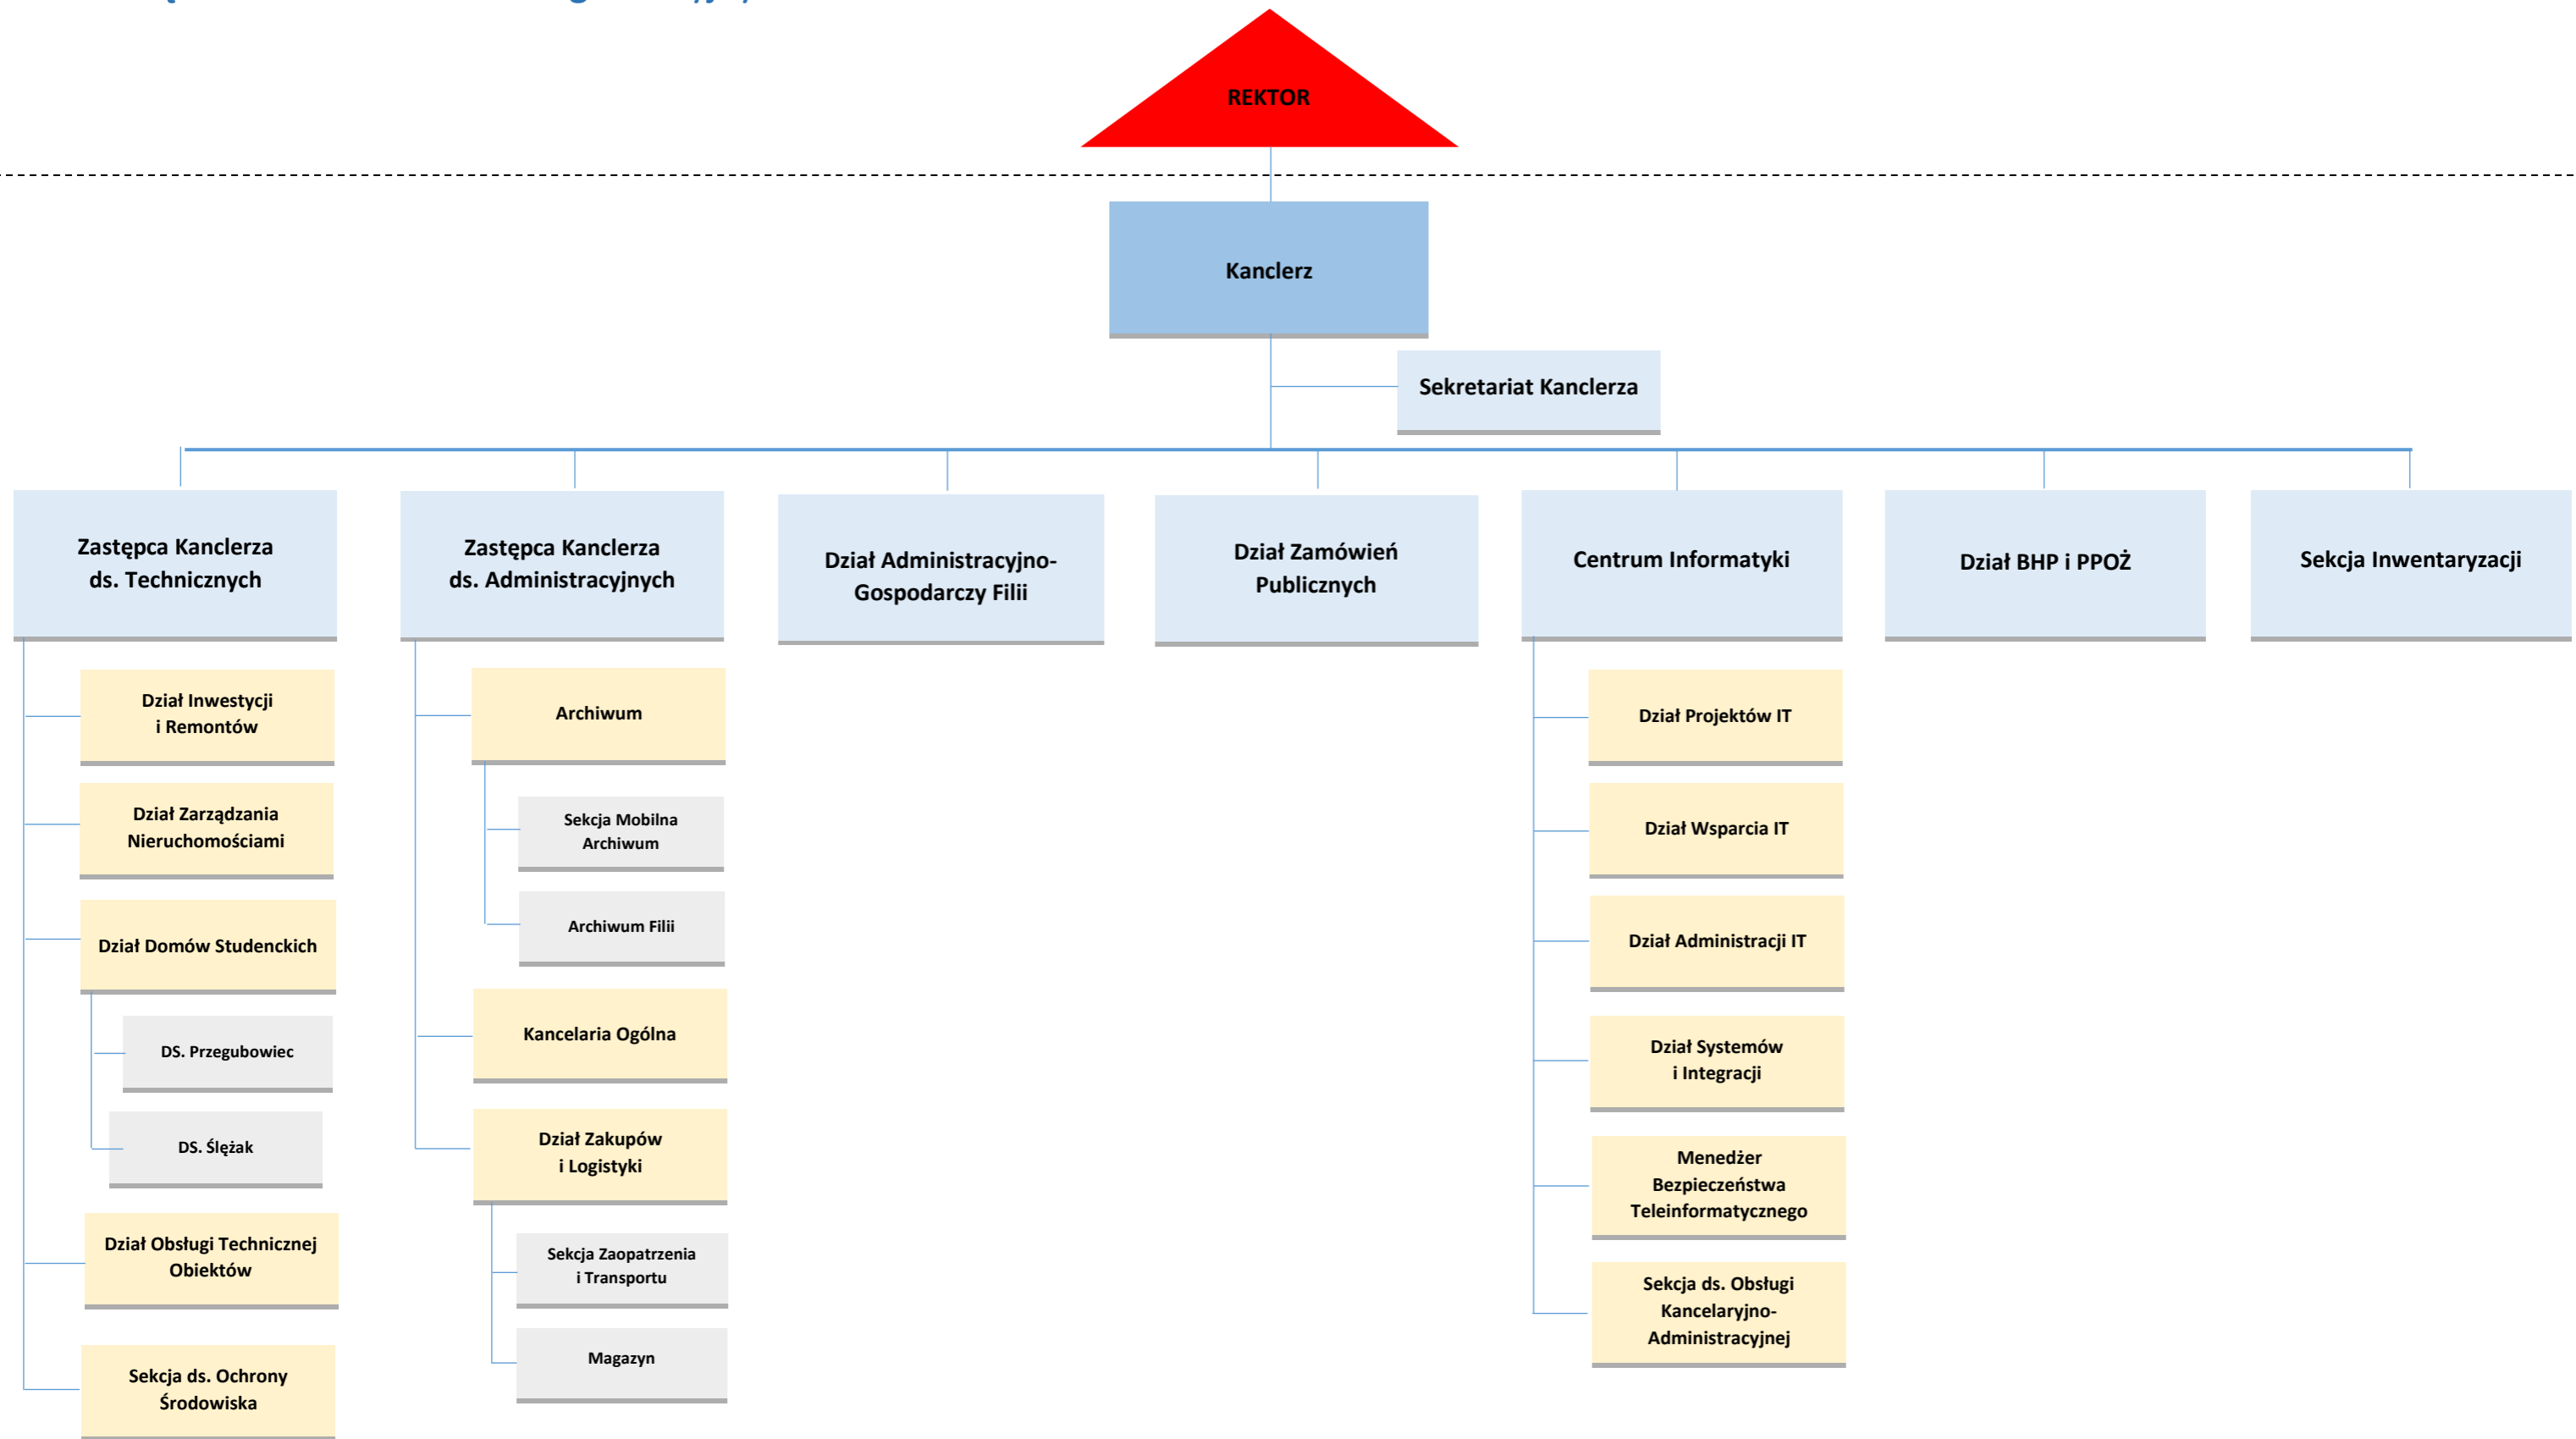 REKTOR
Kanclerz
Sekretariat Kanclerza
Zastępca Kanclerza
ds. Technicznych
Zastępca Kanclerza
ds. Administracyjnych
Dział Administracyjno-
Gospodarczy Filii
Dział Zamówień
Publicznych
Centrum Informatyki
Dział BHP i PPOŻ
Sekcja Inwentaryzacji
Dział Inwestycji
i Remontów
Dział Zarządzania
Nieruchomościami
Dział Domów Studenckich
DS. Przegubowiec
DS. Ślężak
Dział Obsługi Technicznej
Obiektów
Sekcja ds. Ochrony
Środowiska
Archiwum
Sekcja Mobilna
Archiwum
Archiwum Filii
Kancelaria Ogólna
Dział Zakupów
i Logistyki
Sekcja Zaopatrzenia
i Transportu
Magazyn
Dział Projektów IT
Dział Wsparcia IT
Dział Administracji IT
Dział Systemów
i Integracji
Menedżer
Bezpieczeństwa
Teleinformatycznego
Sekcja ds. Obsługi
Kancelaryjno-
Administracyjnej